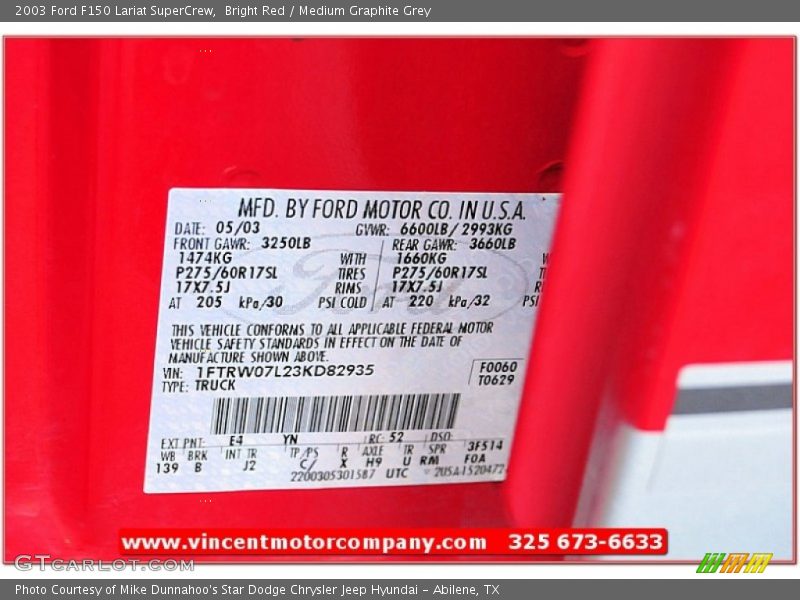 2003 Ford F150 Lariat SuperCrew,  Bright Red / Medium Graphite Grey
MFD. BY FORD MOTOR CO. IN U.S.A.
DATE: 05/03 GVWR: 6600LB/ 2993KG
FRONT GAWR: 3250LB REAR GAWR: 3660LB
1474KG WITH 1660KG
P275/60R17SL TIRES P275/60R17SL
17X7.5J RIMS 17X7.5J
AT 205 kPa/30 PSI COLD AT 220 kPa/32 PSI
THIS VEHICLE CONFORMS TO ALL APPLICABLE FEDERAL MOTOR
VEHICLE SAFETY STANDARDS IN EFFECT ON THE DATE OF
MANUFACTURE SHOWN ABOVE.
VIN: 1FTRW07L23KD82935 F0060
TYPE: TRUCK T0629
EXT PNT: E4 YN RC: 52 DSO:
WB BRK INT TR TP/PS R AXLE TR SPR 3F514
139 B J2 C/ X H9 U RM F0A
2200305301587 UTC
www.vincentmotorcompany.com 325 673-6633
GTCARLOT.COM
Photo Courtesy of Mike Dunnahoo's Star Dodge Chrysler Jeep Hyundai - Abilene, TX